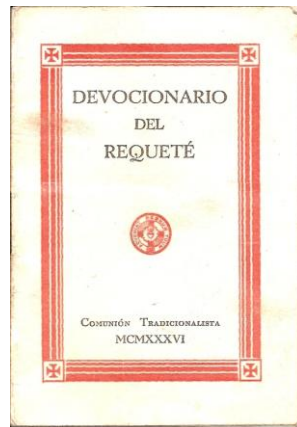 DEVOCIONARIO
DEL
REQUETÉ
COMUNIÓN TRADICIONALISTA
MCMXXXVI